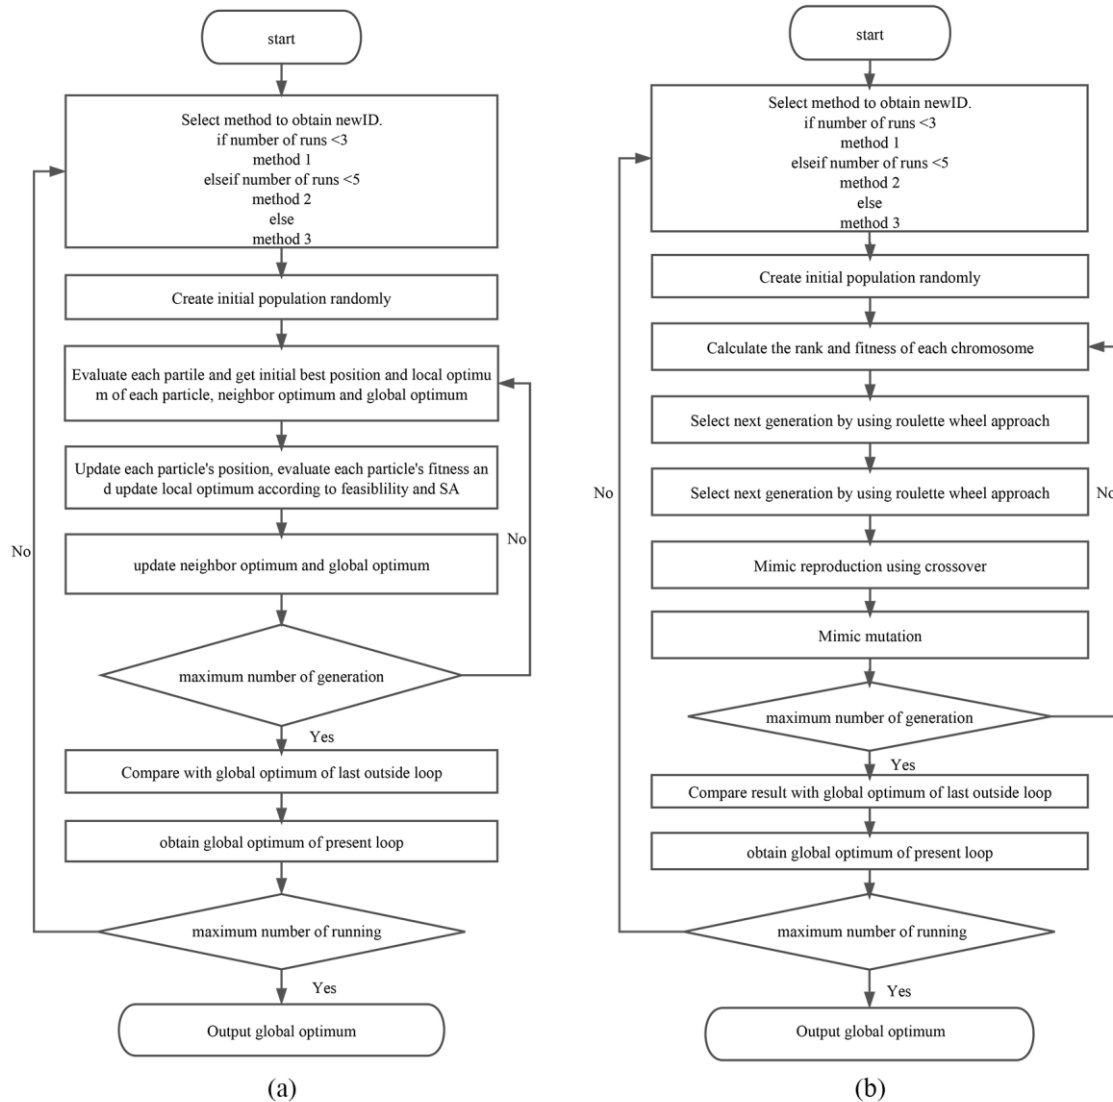 start
Select method to obtain newID.
if number of runs <3
method 1
elseif number of runs <5
method 2
else
method 3
Create initial population randomly
Evaluate each partile and get initial best position and local optimu
m of each particle, neighbor optimum and global optimum
Update each particle's position, evaluate each particle's fitness an
d update local optimum according to feasiblility and SA
No
No
update neighbor optimum and global optimum
maximum number of generation
Yes
Compare with global optimum of last outside loop
obtain global optimum of present loop
maximum number of running
Yes
Output global optimum
(a)
start
Select method to obtain newID.
if number of runs <3
method 1
elseif number of runs <5
method 2
else
method 3
Create initial population randomly
Calculate the rank and fitness of each chromosome
Select next generation by using roulette wheel approach
No
Select next generation by using roulette wheel approach
No
Mimic reproduction using crossover
Mimic mutation
maximum number of generation
Yes
Compare result with global optimum of last outside loop
obtain global optimum of present loop
maximum number of running
Yes
Output global optimum
(b)